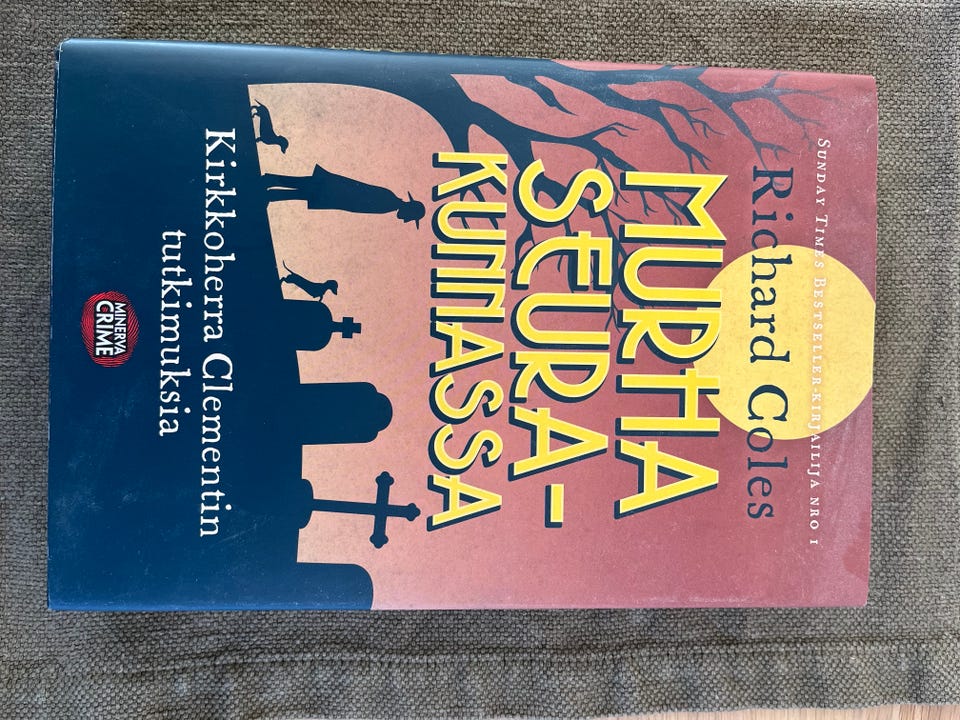 SUNDAY TIMES BESTSELLER-KIRJAILIJA NRO 1
Richard Coles
MURHA
SEURA-
KUNNASSA
Kirkkoherra Clementin
tutkimuksia
MINERVA
CRIME